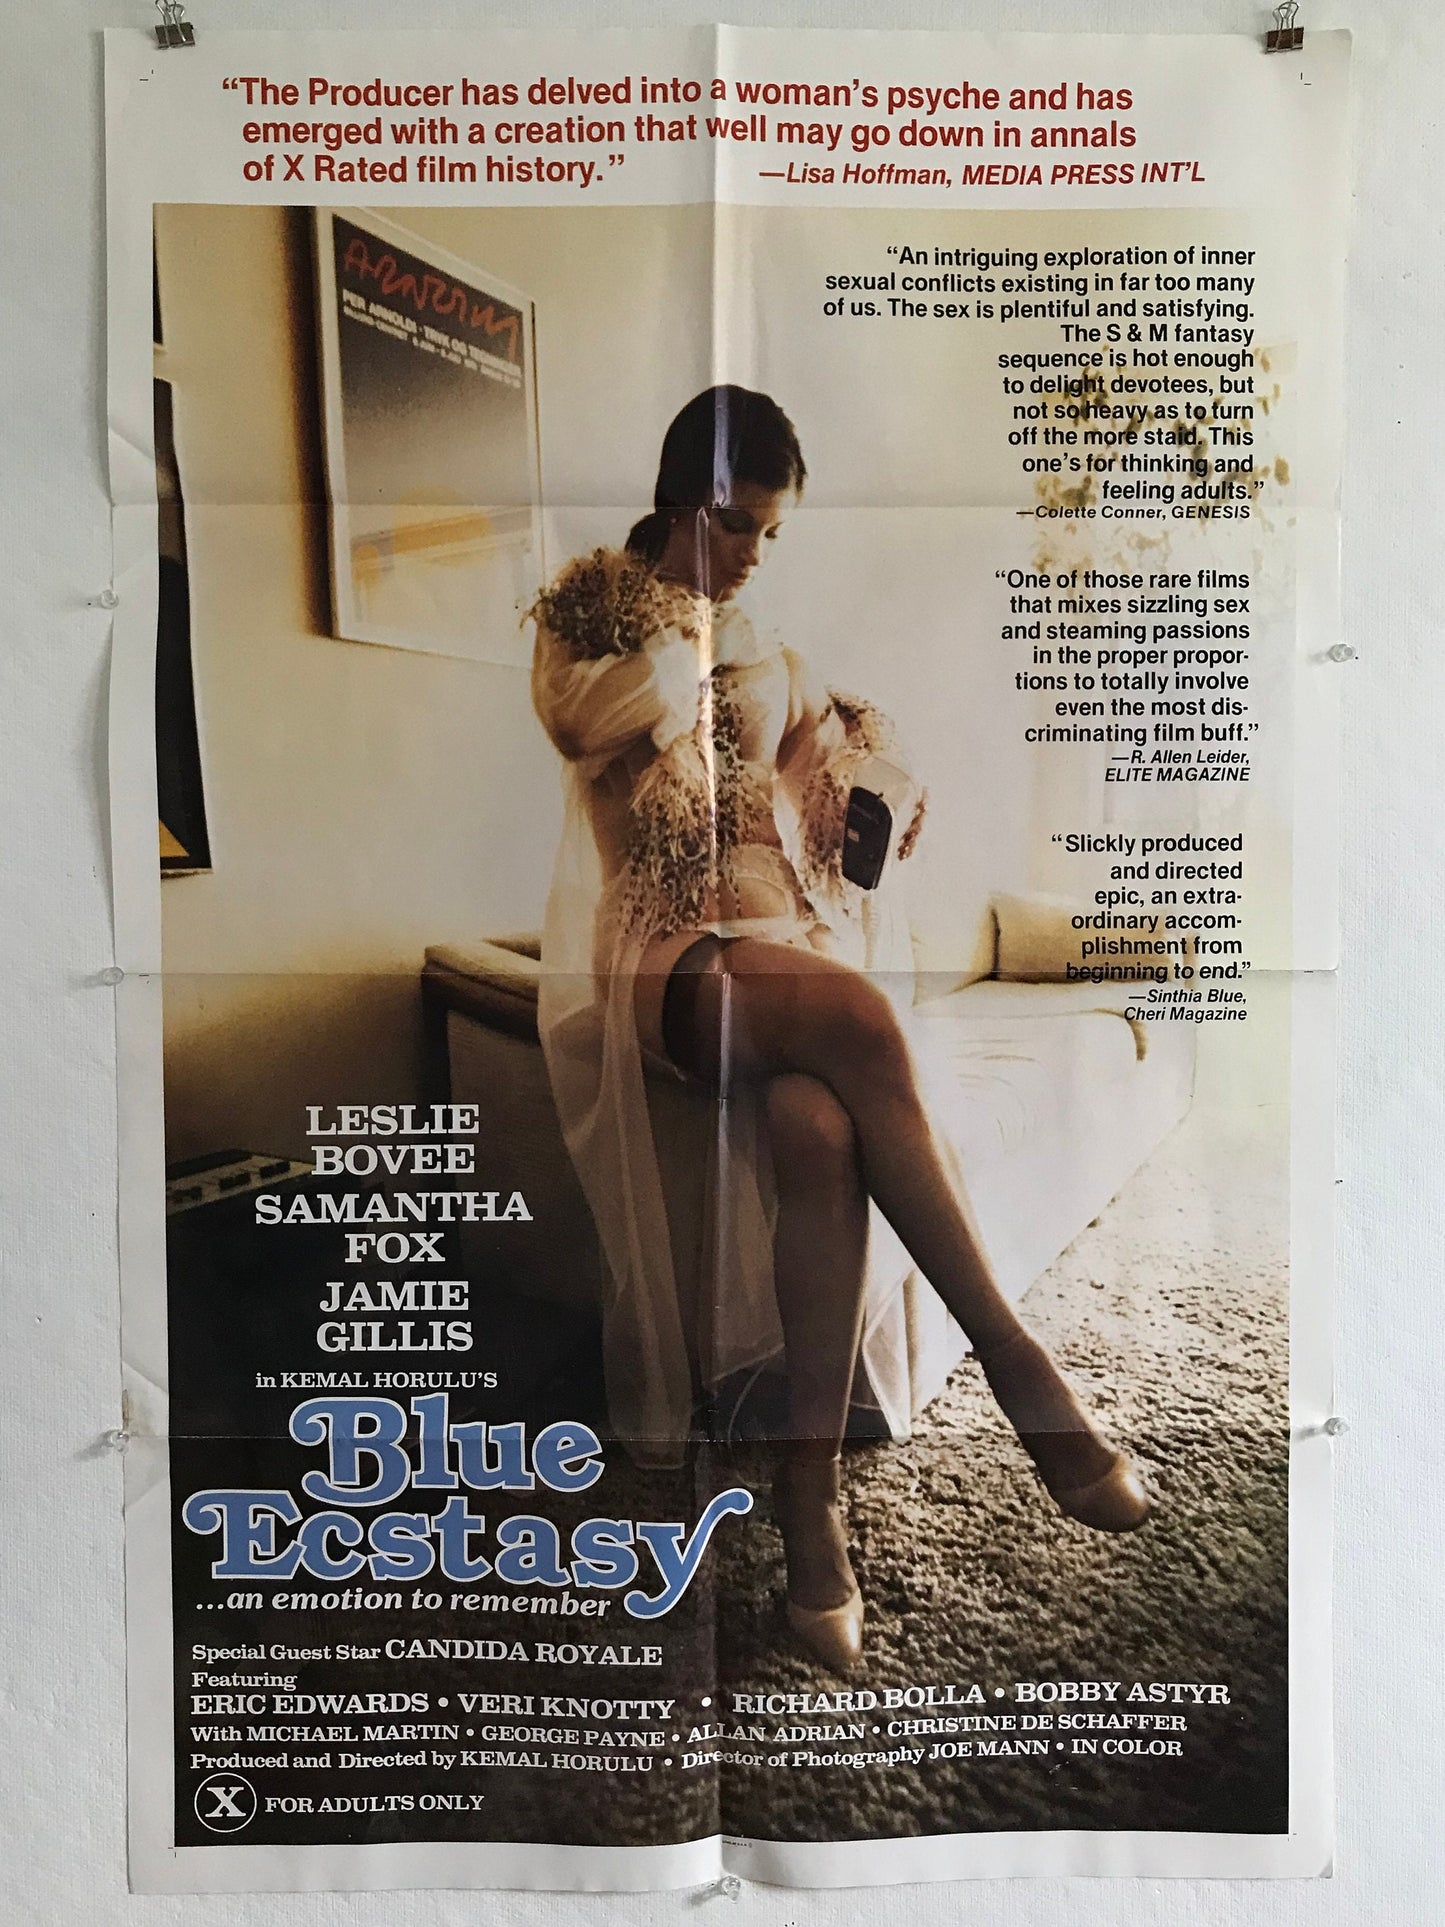 “The Producer has delved into a woman’s psyche and has
emerged with a creation that well may go down in annals
of X Rated film history.” —Lisa Hoffman, MEDIA PRESS INT’L
“An intriguing exploration of inner
sexual conflicts existing in far too many
of us. The sex is plentiful and satisfying.
The S & M fantasy
sequence is hot enough
to delight devotees, but
not so heavy as to turn
off the more staid. This
one’s for thinking and
feeling adults.”
—Colette Conner, GENESIS
“One of those rare films
that mixes sizzling sex
and steaming passions
in the proper propor-
tions to totally involve
even the most dis-
criminating film buff.”
—R. Allen Leider,
ELITE MAGAZINE
“Slickly produced
and directed
epic, an extra-
ordinary accom-
plishment from
beginning to end.”
—Sinthia Blue,
Cheri Magazine
LESLIE
BOVEE
SAMANTHA
FOX
JAMIE
GILLIS
in KEMAL HORULU’S
Blue
Ecstasy
...an emotion to remember
Special Guest Star CANDIDA ROYALE
Featuring
ERIC EDWARDS • VERI KNOTTY • RICHARD BOLLA • BOBBY ASTYR
With MICHAEL MARTIN • GEORGE PAYNE • ALLAN ADRIAN • CHRISTINE DE SCHAFFER
Produced and Directed by KEMAL HORULU • Director of Photography JOE MANN • IN COLOR
X FOR ADULTS ONLY